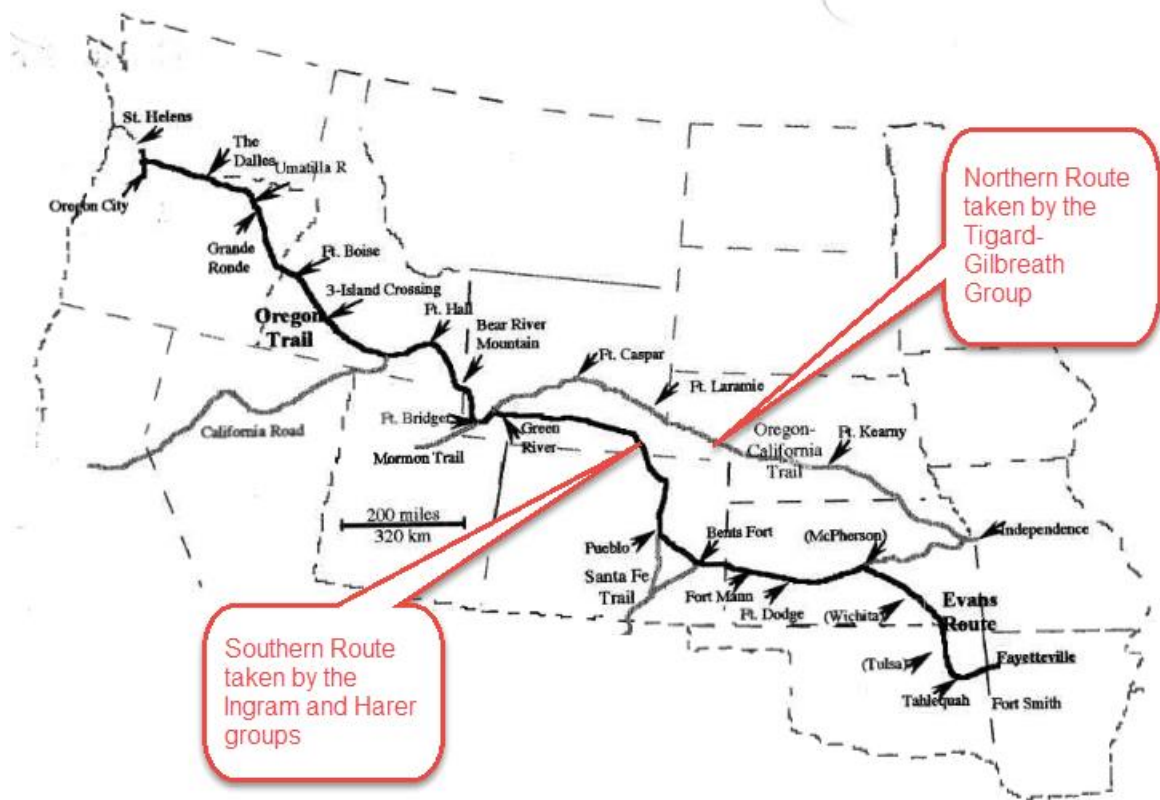 St. Helens
The
Dalles
Umatilla R
Oregon City
Grande
Ronde
Ft. Boise
3-Island Crossing
Oregon
Trail
Ft. Hall
Bear River
Mountain
Ft. Caspar
Ft. Laramie
Northern Route
taken by the
Tigard-
Gilbreath
Group
California Road
Ft. Bridger
Green
River
Mormon Trail
Oregon-
California
Trail
Ft. Kearny
200 miles
320 km
Pueblo
Bents Fort
(McPherson)
Independence
Santa Fe
Trail
Fort Mann
Ft. Dodge
(Wichita)
Evans
Route
(Tulsa)
Fayetteville
Tahlequah
Fort Smith
Southern Route
taken by the
Ingram and Harer
groups